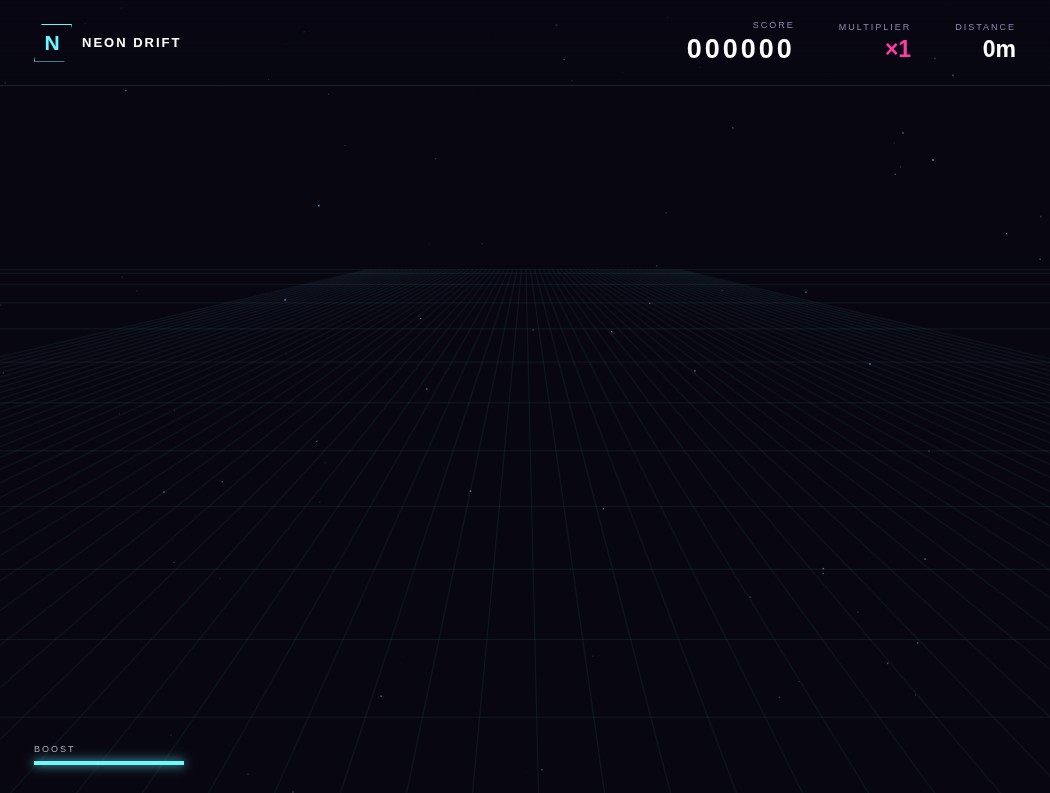 N
NEON DRIFT
SCORE
000000
MULTIPLIER
×1
DISTANCE
0m
BOOST